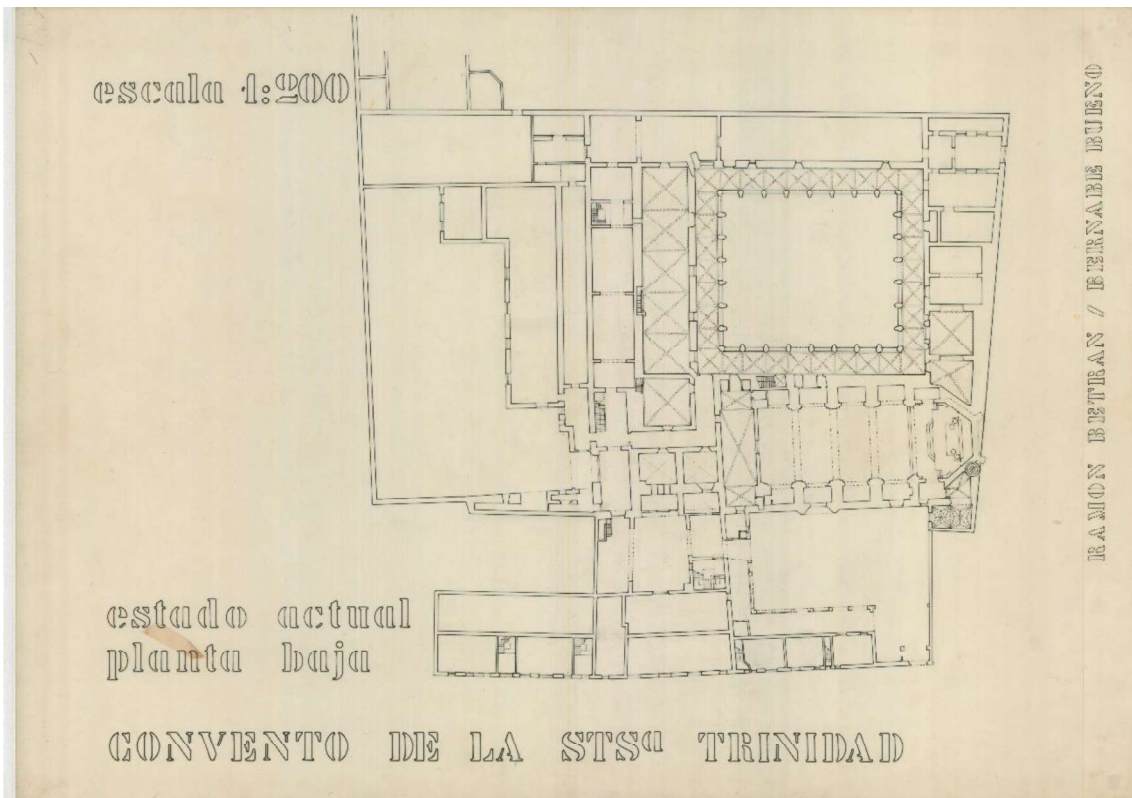 escala 1:200
estado actual
planta baja
CONVENTO DE LA STSª TRINIDAD
RAMON BETRAN / BERNABE BUENO